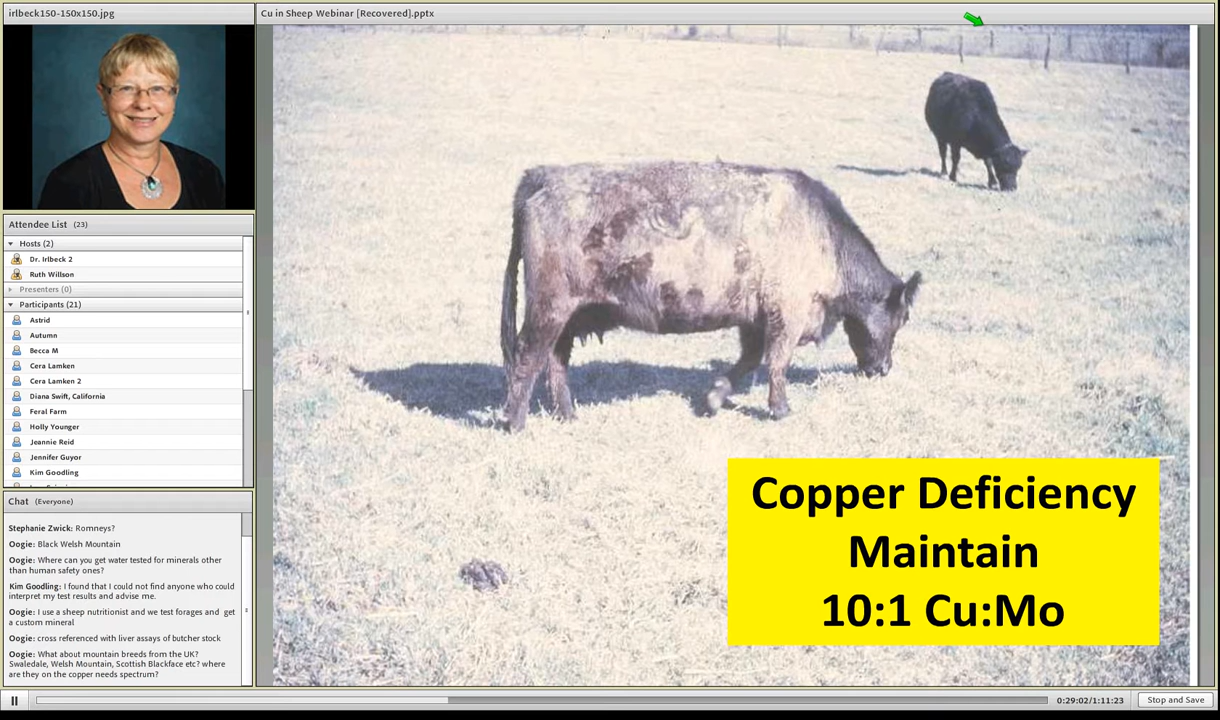 irlbeck150-150x150.jpg
Cu in Sheep Webinar [Recovered].pptx
Attendee List (23)
Hosts (2)
Dr. Irlbeck 2
Ruth Willson
Presenters (0)
Participants (21)
Astrid
Autumn
Becca M
Cera Lamken
Cera Lamken 2
Diana Swift, California
Feral Farm
Holly Younger
Jeannie Reid
Jennifer Guyor
Kim Goodling
Chat (Everyone)
Stephanie Zwick: Romneys?
Oogie: Black Welsh Mountain
Oogie: Where can you get water tested for minerals other
than human safety ones?
Kim Goodling: I found that I could not find anyone who could
interpret my test results and advise me.
Oogie: I use a sheep nutritionist and we test forages and get
a custom mineral
Oogie: cross referenced with liver assays of butcher stock
Oogie: What about mountain breeds from the UK?
Swaledale, Welsh Mountain, Scottish Blackface etc? where
are they on the copper needs spectrum?
Copper Deficiency
Maintain
10:1 Cu:Mo
0:29:02/1:11:23
Stop and Save